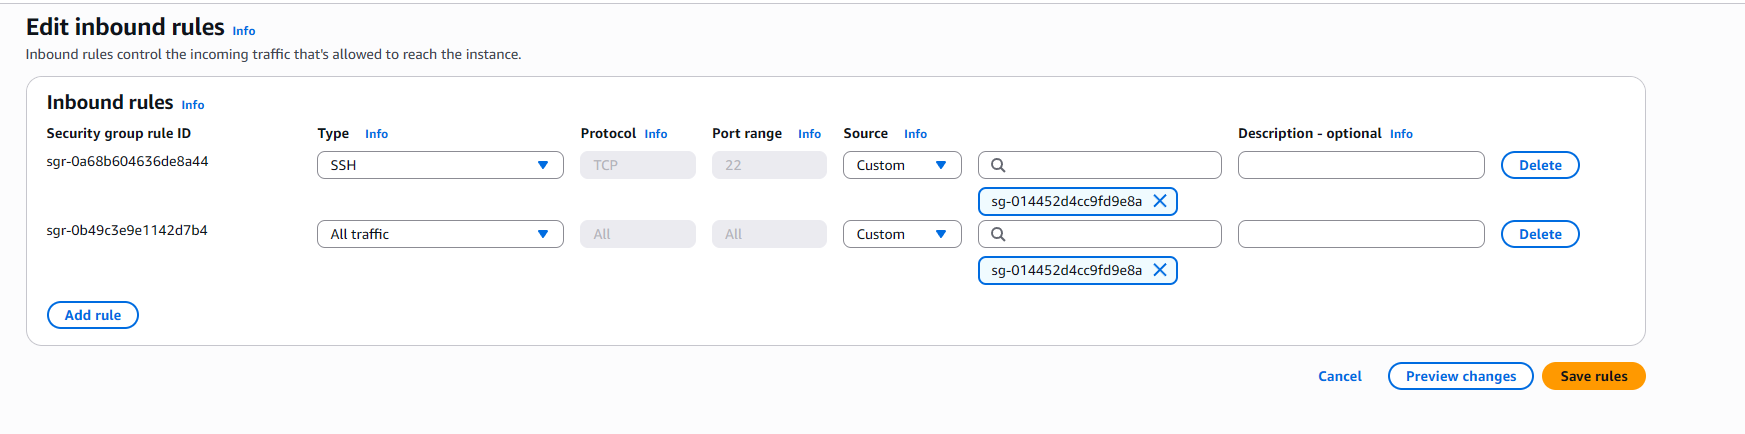 Edit inbound rules Info
Inbound rules control the incoming traffic that's allowed to reach the instance.
Inbound rules Info
Security group rule ID Type Info Protocol Info Port range Info Source Info Description - optional Info
sgr-0a68b604636de8a44 SSH TCP 22 Custom Delete
sg-014452d4cc9fd9e8a
sgr-0b49c3e9e1142d7b4 All traffic All All Custom Delete
sg-014452d4cc9fd9e8a
Add rule
Cancel Preview changes Save rules